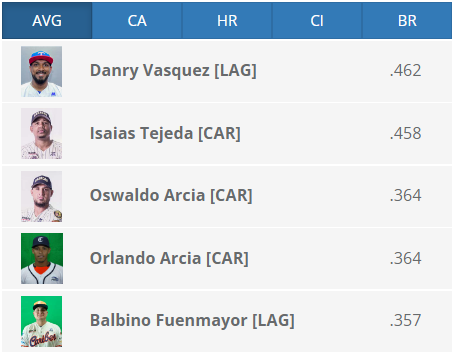 AVG CA HR CI BR
Danry Vasquez [LAG] .462
Isaias Tejeda [CAR] .458
Oswaldo Arcia [CAR] .364
Orlando Arcia [CAR] .364
Balbino Fuenmayor [LAG] .357